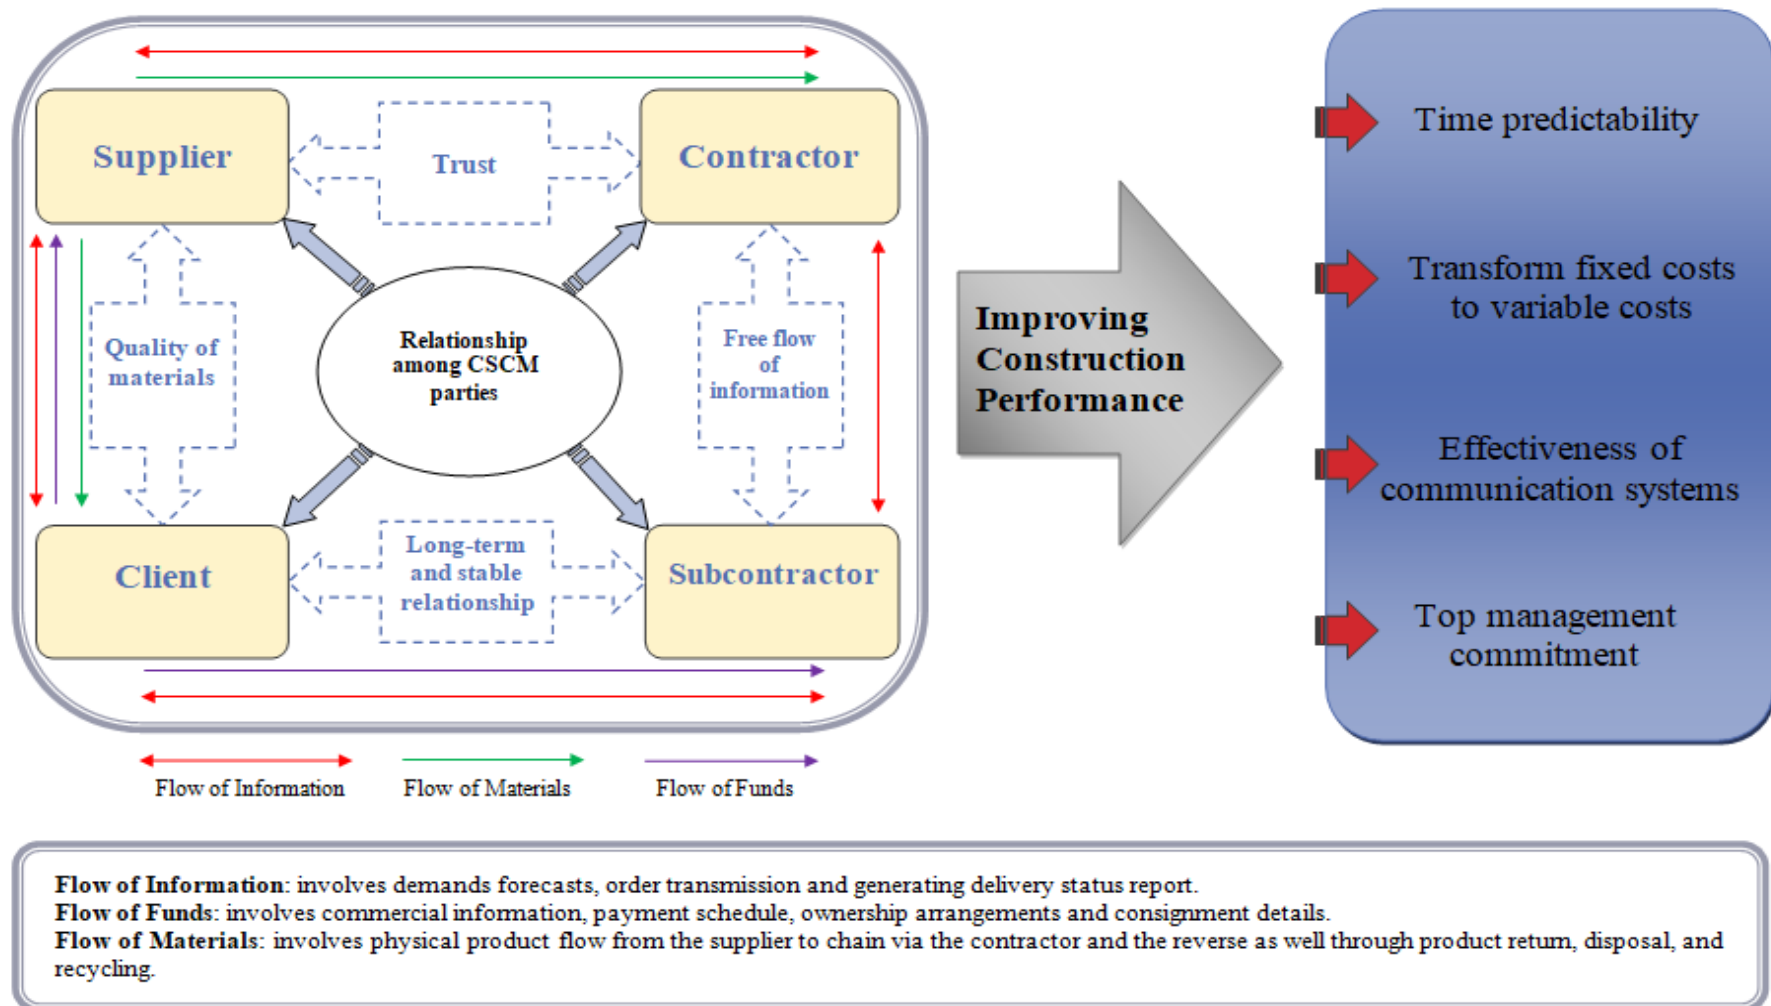 Supplier
Trust
Contractor
Quality of
materials
Relationship
among CSCM
parties
Free flow
of
information
Client
Long-term
and stable
relationship
Subcontractor
Flow of Information
Flow of Materials
Flow of Funds
Improving
Construction
Performance
Time predictability
Transform fixed costs
to variable costs
Effectiveness of
communication systems
Top management
commitment
Flow of Information: involves demands forecasts, order transmission and generating delivery status report.
Flow of Funds: involves commercial information, payment schedule, ownership arrangements and consignment details.
Flow of Materials: involves physical product flow from the supplier to chain via the contractor and the reverse as well through product return, disposal, and
recycling.